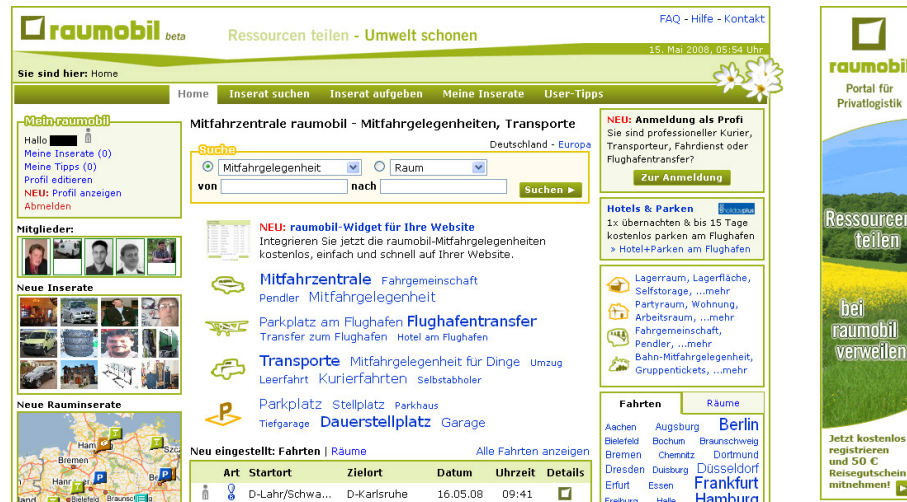 raumobil beta
Ressourcen teilen - Umwelt schonen
FAQ - Hilfe - Kontakt
15. Mai 2008, 05:54 Uhr
Sie sind hier: Home
Home Inserat suchen Inserat aufgeben Meine Inserate User-Tipps
Mein raumobil
Hallo
Meine Inserate (0)
Meine Tipps (0)
Profil editieren
NEU: Profil anzeigen
Abmelden
Mitglieder:
Neue Inserate
Neue Rauminserate
Ham
Bremen
Hann
Bielefeld Braunsch
land
Szc
Ber
Mitfahrzentrale raumobil - Mitfahrgelegenheiten, Transporte
Deutschland - Europa
Suche
Mitfahrgelegenheit Raum
von nach Suchen
NEU: raumobil-Widget für Ihre Website
Integrieren Sie jetzt die raumobil-Mitfahrgelegenheiten
kostenlos, einfach und schnell auf Ihrer Website.
Mitfahrzentrale Fahrgemeinschaft
Pendler Mitfahrgelegenheit
Parkplatz am Flughafen Flughafentransfer
Transfer zum Flughafen Hotel am Flughafen
Transporte Mitfahrgelegenheit für Dinge Umzug
Leerfahrt Kurierfahrten Selbstabholer
Parkplatz Stellplatz Parkhaus
Tiefgarage Dauerstellplatz Garage
Neu eingestellt: Fahrten | Räume Alle Fahrten anzeigen
Art Startort Zielort Datum Uhrzeit Details
D-Lahr/Schwa... D-Karlsruhe 16.05.08 09:41
NEU: Anmeldung als Profi
Sie sind professioneller Kurier,
Transporteur, Fahrdienst oder
Flughafentransfer?
Zur Anmeldung
Hotels & Parken holidayplus
1x übernachten & bis 15 Tage
kostenlos parken am Flughafen
» Hotel+Parken am Flughafen
Lagerraum, Lagerfläche,
Selfstorage, ...mehr
Partyraum, Wohnung,
Arbeitsraum, ...mehr
Fahrgemeinschaft,
Pendler, ...mehr
Bahn-Mitfahrgelegenheit,
Gruppentickets, ...mehr
Fahrten Räume
Aachen Augsburg Berlin
Bielefeld Bochum Braunschweig
Bremen Chemnitz Dortmund
Dresden Duisburg Düsseldorf
Erfurt Essen Frankfurt
Freiburg Halle Hamburg
raumobil
Portal für
Privatlogistik
Ressourcen
teilen
bei
raumobil
verweilen
Jetzt kostenlos
registrieren
und 50 €
Reisegutschein
mitnehmen!